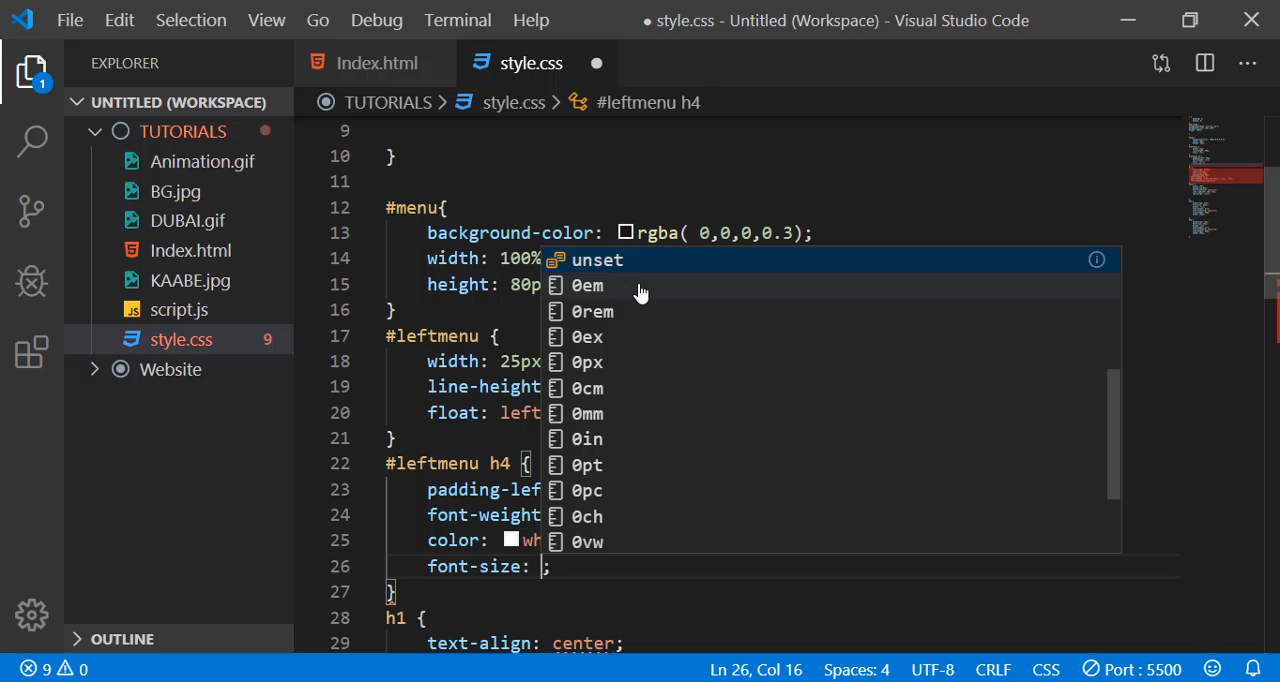 File Edit Selection View Go Debug Terminal Help ● style.css - Untitled (Workspace) - Visual Studio Code
EXPLORER
Index.html style.css
UNTITLED (WORKSPACE)
TUTORIALS > style.css > #leftmenu h4
TUTORIALS
Animation.gif
BG.jpg
DUBAI.gif
Index.html
KAABE.jpg
JS script.js
style.css 9
Website
OUTLINE
1
9
10 }
11
12 #menu{
13 background-color: rgba( 0,0,0,0.3);
14 width: 100%
15 height: 80p
16 }
17 #leftmenu {
18 width: 25px
19 line-height
20 float: left
21 }
22 #leftmenu h4 {
23 padding-lef
24 font-weight
25 color: wh
26 font-size: ;
27 }
28 h1 {
29 text-align: center;
unset
0em
0rem
0ex
0px
0cm
0mm
0in
0pt
0pc
0ch
0vw
9 0 Ln 26, Col 16 Spaces: 4 UTF-8 CRLF CSS Port : 5500